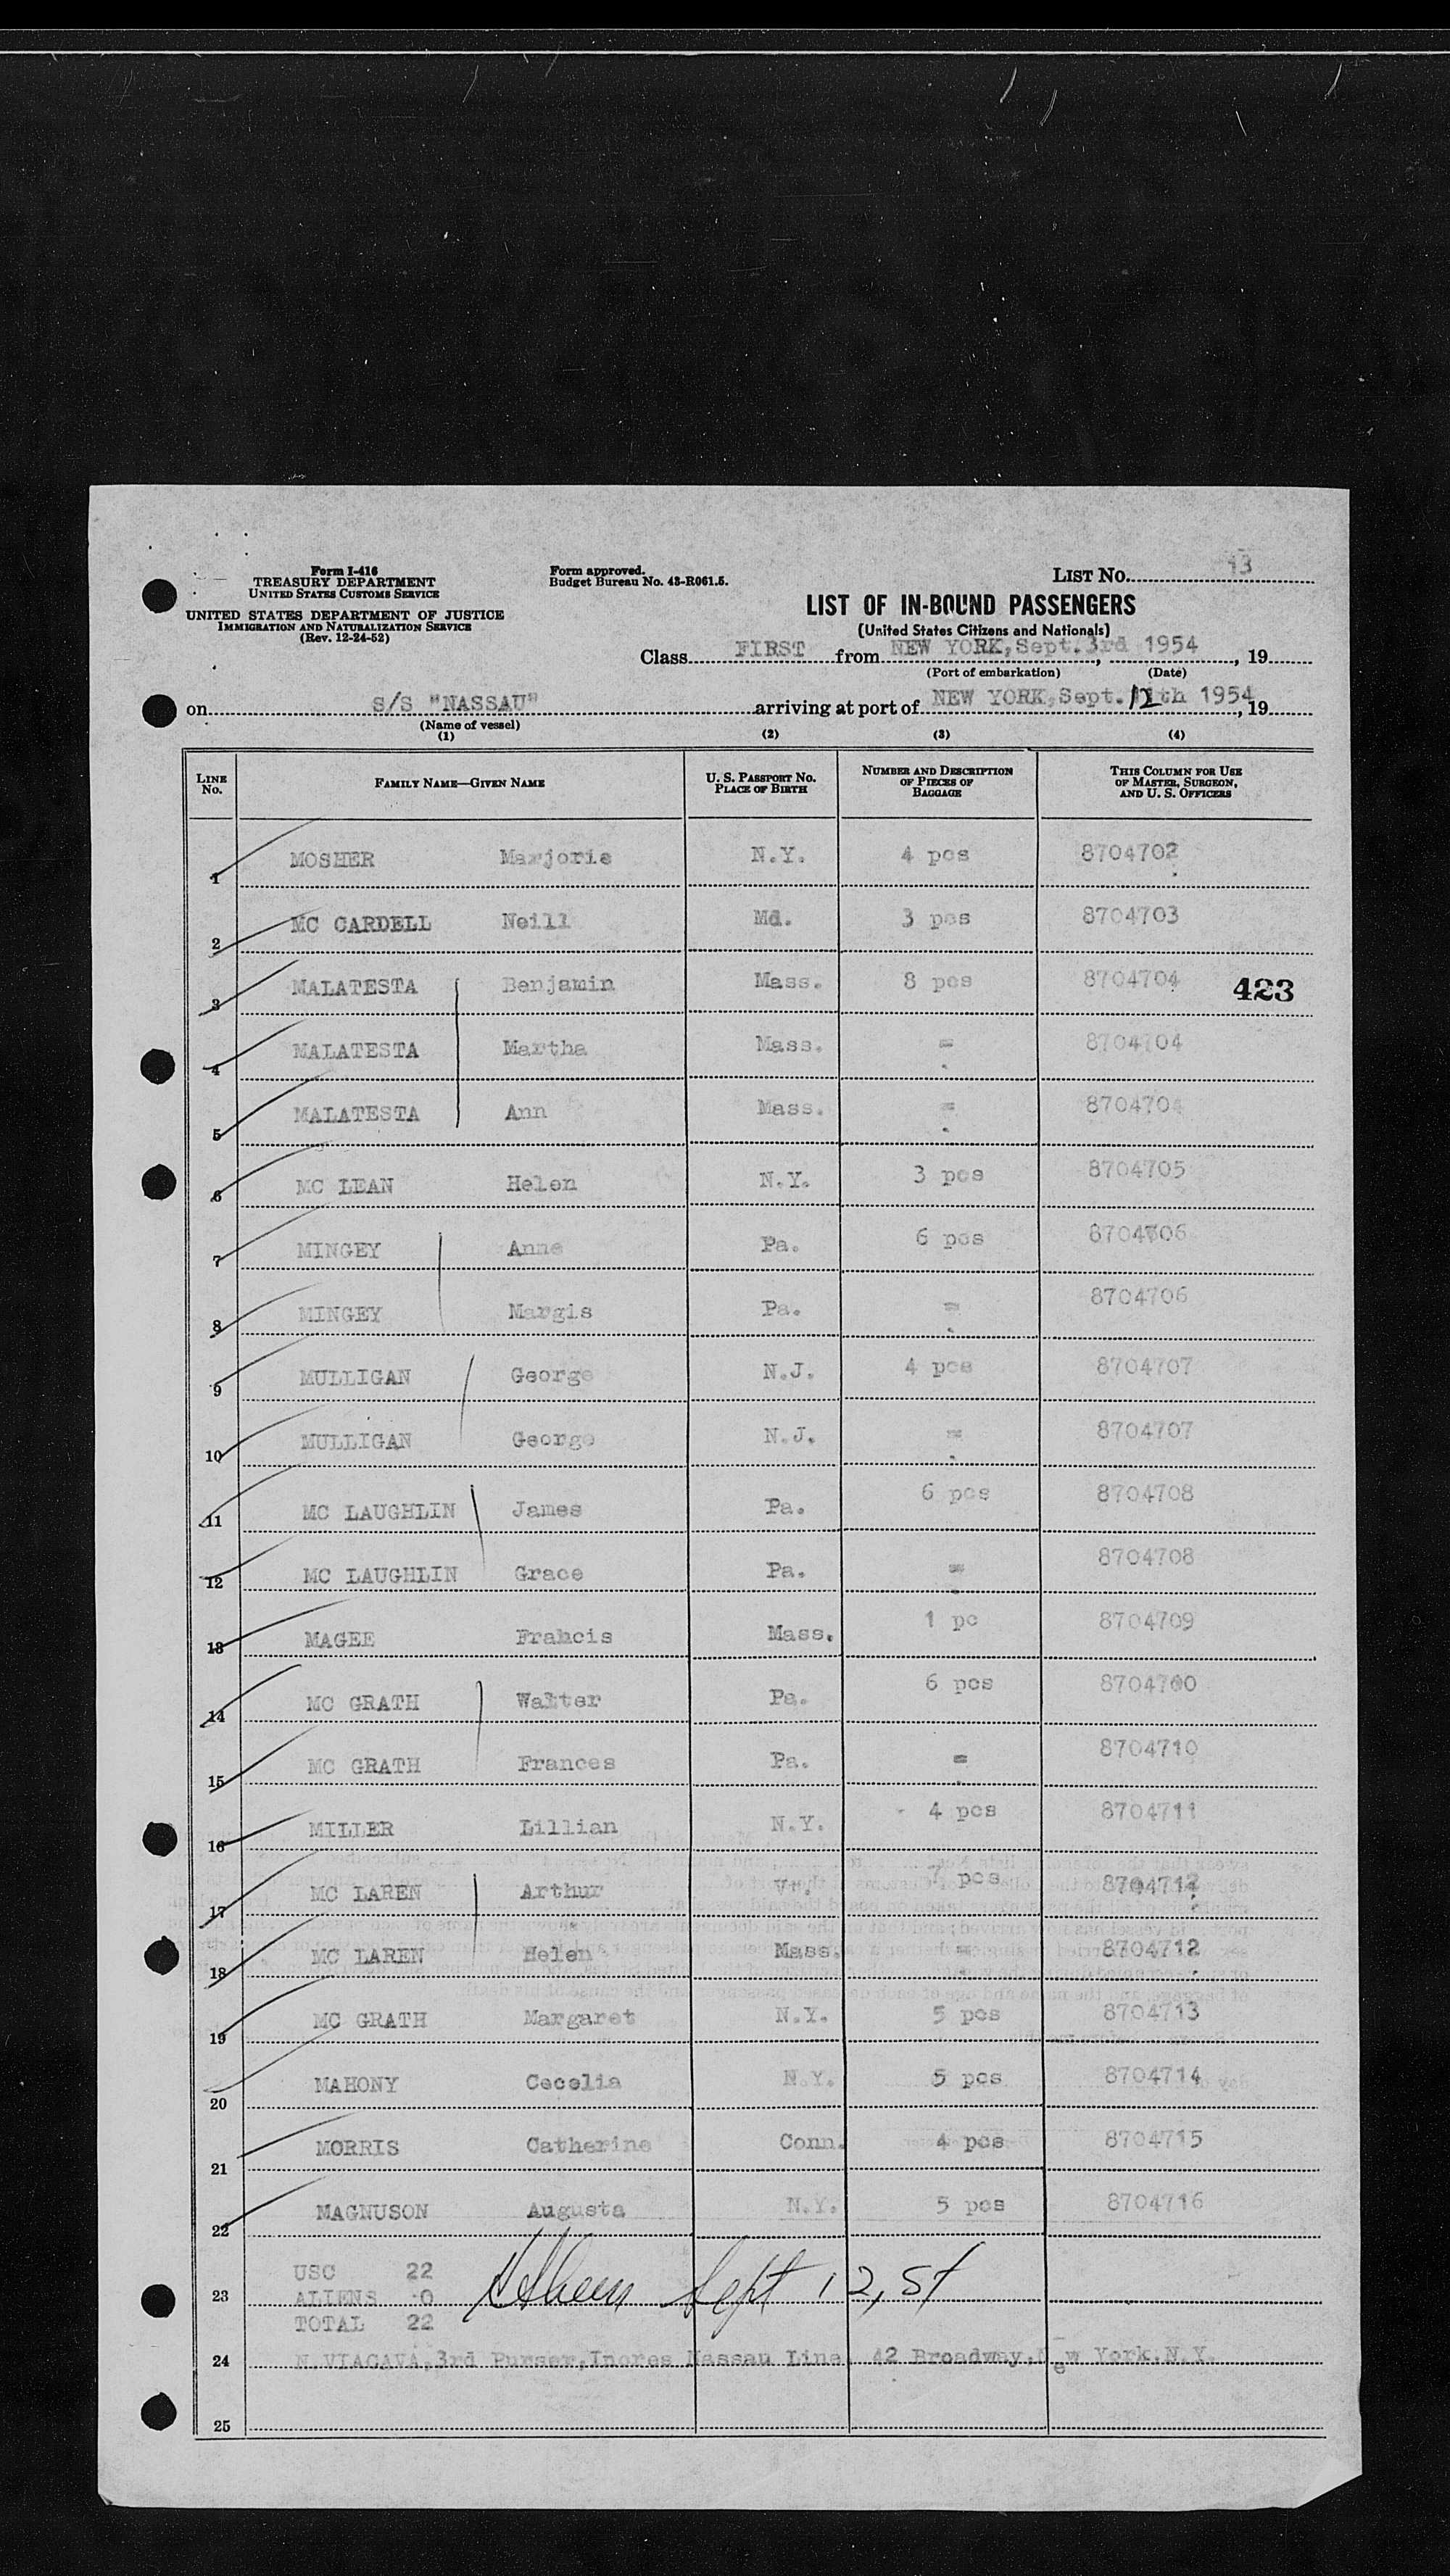 Form I-416
TREASURY DEPARTMENT
UNITED STATES CUSTOMS SERVICE
UNITED STATES DEPARTMENT OF JUSTICE
IMMIGRATION AND NATURALIZATION SERVICE
(Rev. 12-24-52)
Form approved.
Budget Bureau No. 43-R061.5.
LIST NO. 13
LIST OF IN-BOUND PASSENGERS
(United States Citizens and Nationals)
Class FIRST from NEW YORK, Sept. 3rd 1954, 19
(Port of embarkation) (Date)
on S/S "NASSAU" arriving at port of NEW YORK, Sept. 12th 1954, 19
(Name of vessel)
(1) (2) (3) (4)
LINE NO. FAMILY NAME—GIVEN NAME U. S. PASSPORT NO. PLACE OF BIRTH NUMBER AND DESCRIPTION OF PIECES OF BAGGAGE THIS COLUMN FOR USE OF MASTER, SURGEON, AND U. S. OFFICERS
1 MOSHER Marjorie N.Y. 4 pcs 8704702
2 MC CARDELL Neill Md. 3 pcs 8704703
3 MALATESTA Benjamin Mass. 8 pcs 8704704 423
4 MALATESTA Martha Mass. = 8704704
5 MALATESTA Ann Mass. = 8704704
6 MC LEAN Helen N.Y. 3 pcs 8704705
7 MINGEY Anne Pa. 6 pcs 8704706
8 MINGEY Margis Pa. = 8704706
9 MULLIGAN George N.J. 4 pcs 8704707
10 MULLIGAN George N.J. = 8704707
11 MC LAUGHLIN James Pa. 6 pcs 8704708
12 MC LAUGHLIN Grace Pa. = 8704708
13 MAGEE Francis Mass. 1 pc 8704709
14 MC GRATH Walter Pa. 6 pcs
15 MC GRATH Frances Pa. = 8704710
16 MILLER Lillian N.Y. 4 pcs 8704711
17 MC LAREN Arthur 7 pcs 8704712
18 MC LAREN Helen Mass. = 8704712
19 MC GRATH Margaret N.Y. 5 pcs 8704713
20 MAHONY Cecelia N.Y. 5 pcs 8704714
21 MORRIS Catherine Conn. 4 pcs 8704715
22 MAGNUSON Augusta N.Y. 5 pcs 8704716
USC 22
23 ALIENS 0 Sept 12, 54
TOTAL 22
24 N. VIACAVA, 3rd Purser, Incres Nassau Line 42 Broadway, New York. N.Y.
25